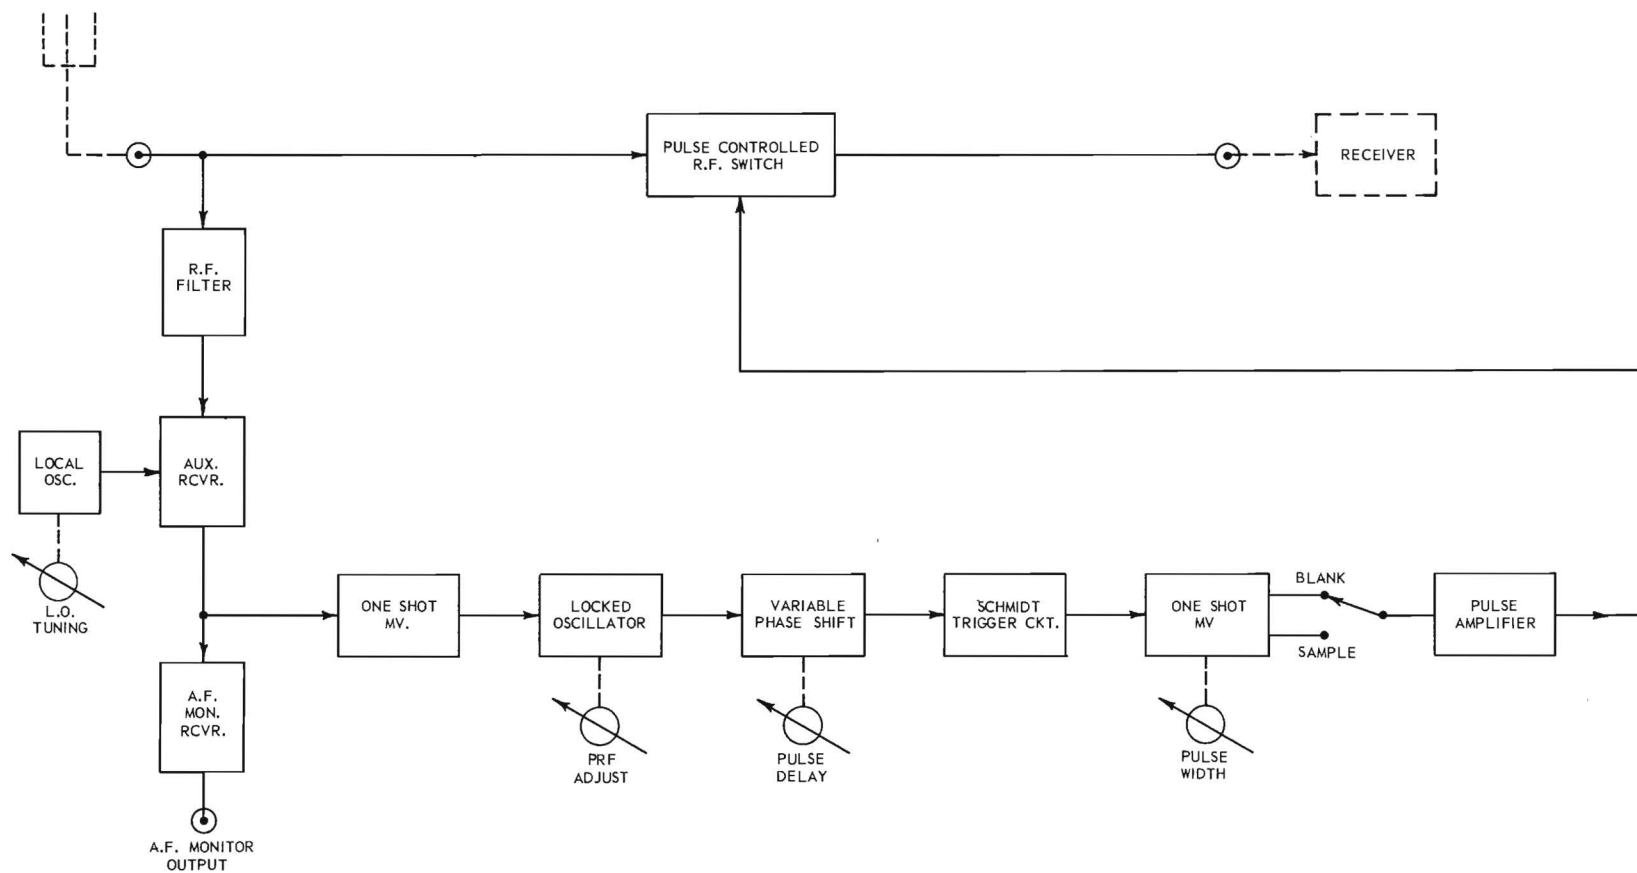 PULSE CONTROLLED
R.F. SWITCH
RECEIVER
R.F.
FILTER
LOCAL
OSC.
AUX.
RCVR.
L.O.
TUNING
ONE SHOT
MV.
LOCKED
OSCILLATOR
VARIABLE
PHASE SHIFT
SCHMIDT
TRIGGER CKT.
ONE SHOT
MV
BLANK
SAMPLE
PULSE
AMPLIFIER
A.F.
MON.
RCVR.
PRF
ADJUST
PULSE
DELAY
PULSE
WIDTH
A.F. MONITOR
OUTPUT